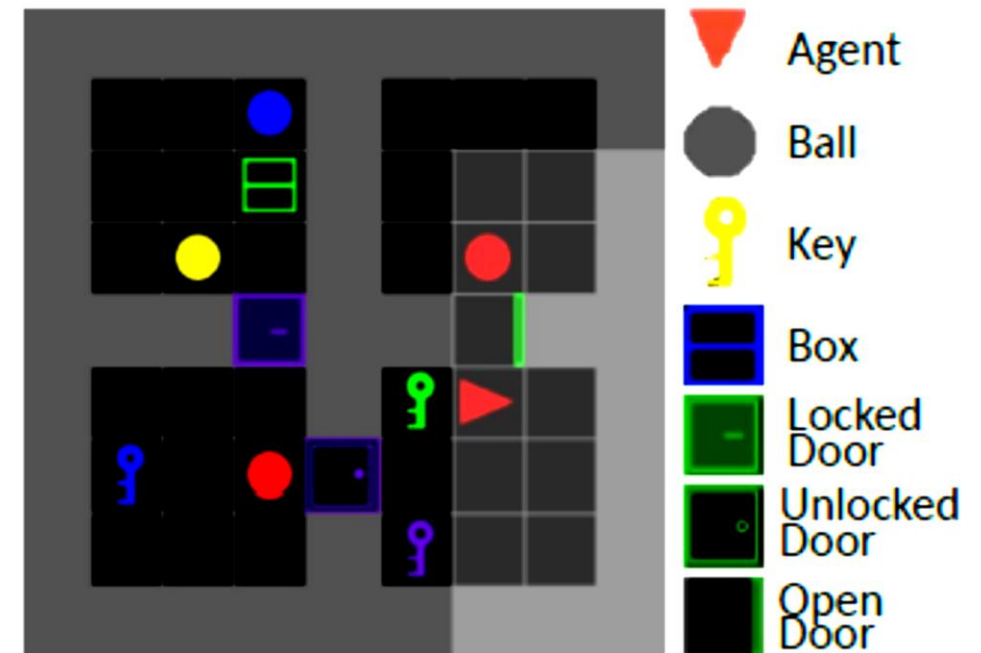 Agent
Ball
Key
Box
Locked
Door
Unlocked
Door
Open
Door